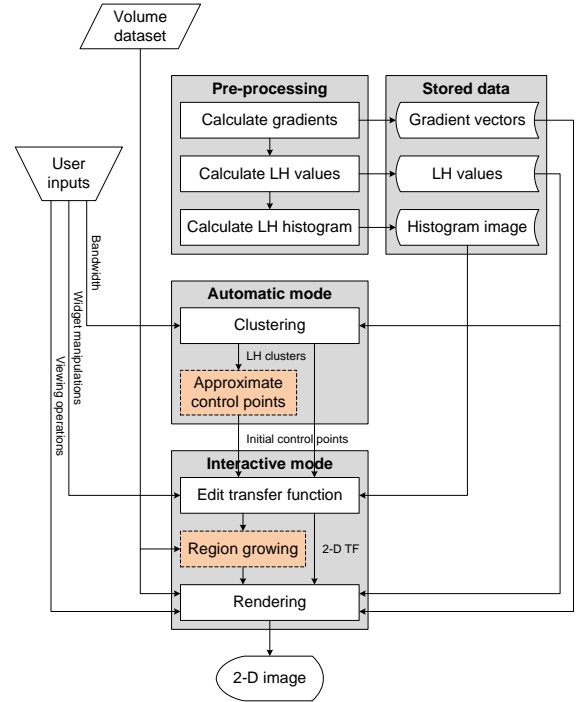 Volume
dataset
Pre-processing
Stored data
Calculate gradients
Gradient vectors
User
inputs
Calculate LH values
LH values
Calculate LH histogram
Histogram image
Bandwidth
Widget manipulations
Viewing operations
Automatic mode
Clustering
LH clusters
Approximate
control points
Initial control points
Interactive mode
Edit transfer function
Region growing
2-D TF
Rendering
2-D image